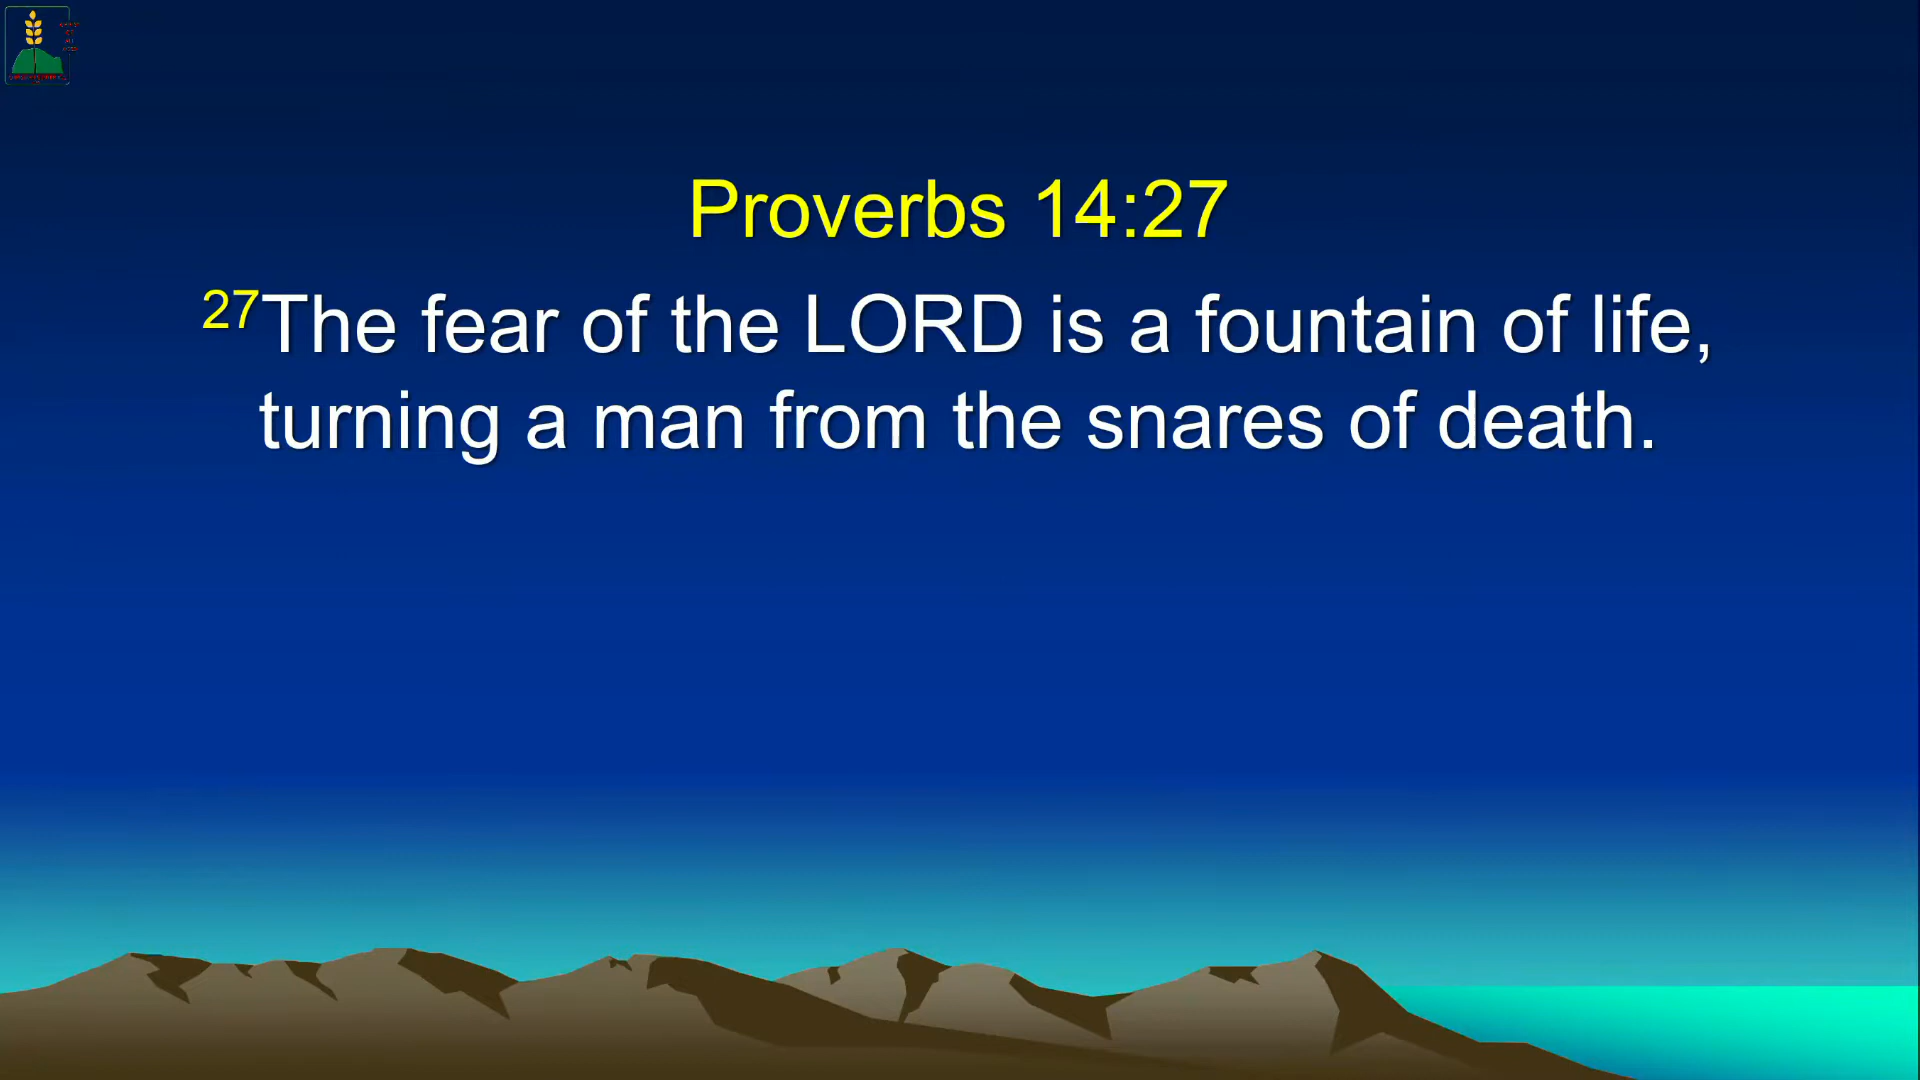 Proverbs 14:27
27The fear of the LORD is a fountain of life,
turning a man from the snares of death.